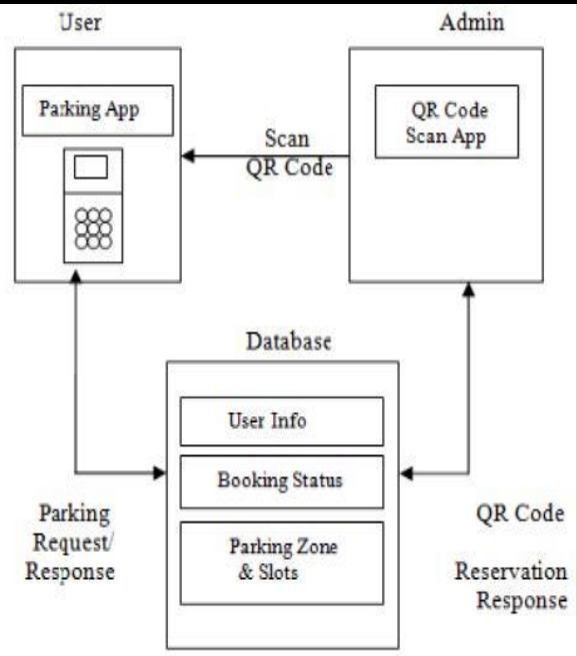 User
Admin
Parking App
QR Code
Scan App
Scan
QR Code
Database
User Info
Booking Status
Parking Zone
& Slots
Parking
Request/
Response
QR Code
Reservation
Response